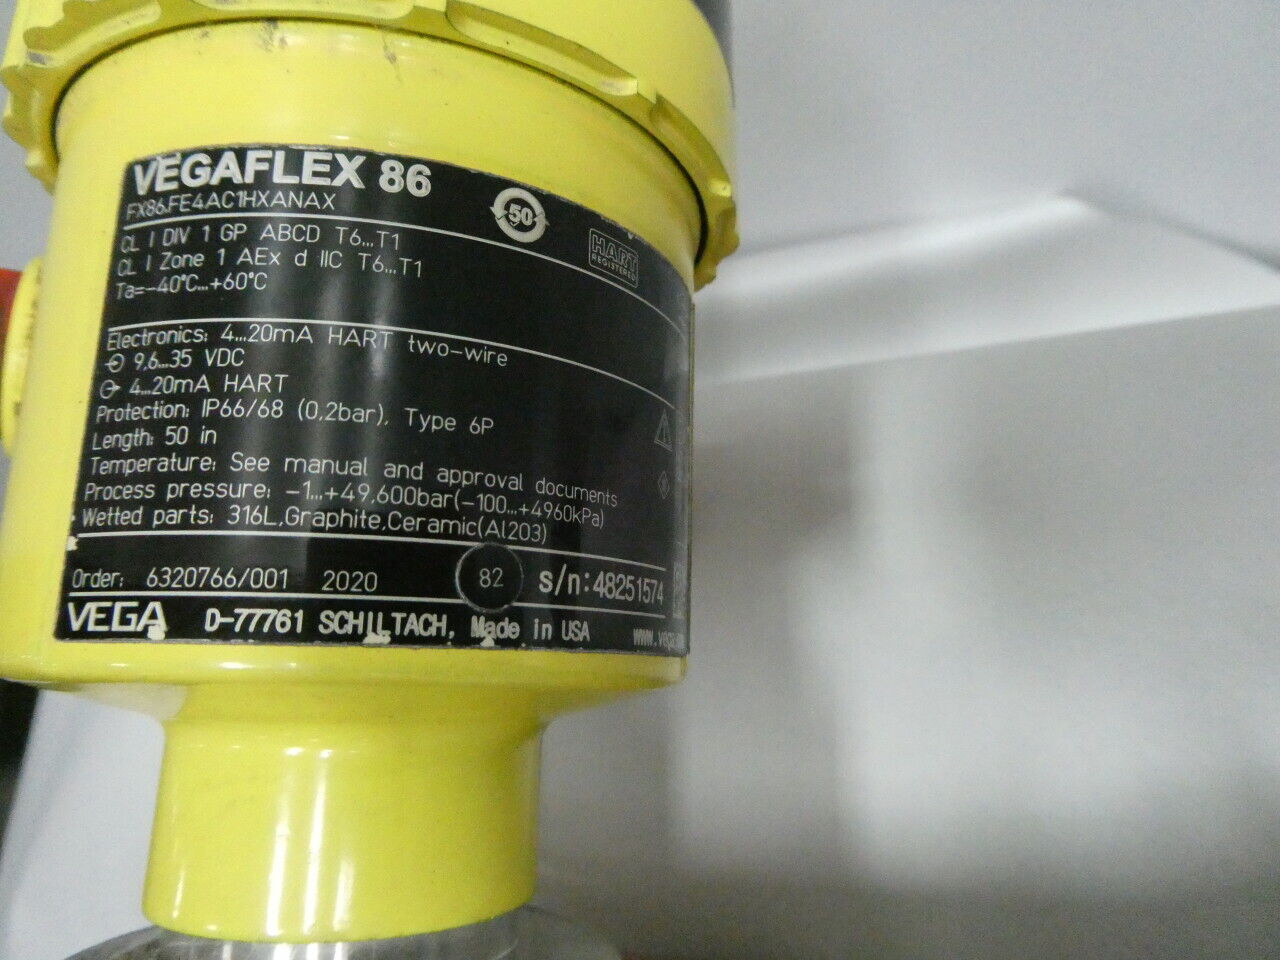 VEGAFLEX 86
FX86.FE4AC1HXANAX
50
HART
REGISTERED
CL I DIV 1 GP ABCD T6...T1
CL I Zone 1 AEx d IIC T6...T1
Ta=-40°C...+60°C
Electronics: 4...20mA HART two-wire
9,6...35 VDC
4...20mA HART
Protection: IP66/68 (0,2bar), Type 6P
Length: 50 in
Temperature: See manual and approval documents
Process pressure: -1...+49,600bar(-100...+4960kPa)
Wetted parts: 316L,Graphite,Ceramic(Al2O3)
Order: 6320766/001 2020 82 s/n:48251574
VEGA D-77761 SCHILTACH, Made in USA